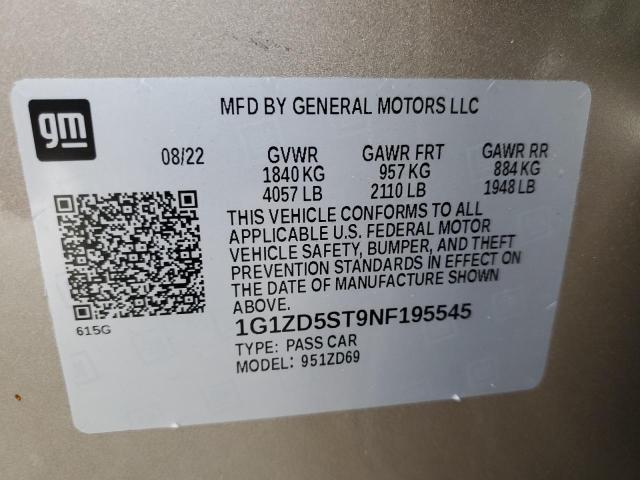 gm
MFD BY GENERAL MOTORS LLC
08/22 GVWR GAWR FRT GAWR RR
1840 KG 957 KG 884 KG
4057 LB 2110 LB 1948 LB
THIS VEHICLE CONFORMS TO ALL
APPLICABLE U.S. FEDERAL MOTOR
VEHICLE SAFETY, BUMPER, AND THEFT
PREVENTION STANDARDS IN EFFECT ON
THE DATE OF MANUFACTURE SHOWN
ABOVE.
615G
1G1ZD5ST9NF195545
TYPE: PASS CAR
MODEL: 951ZD69